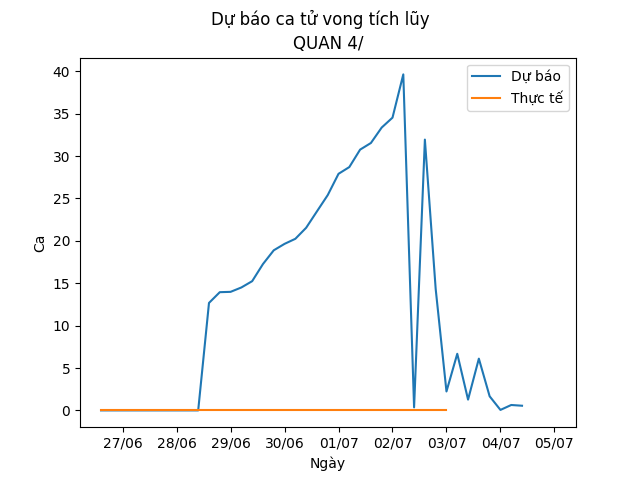 Dự báo ca tử vong tích lũy
QUAN 4/
Dự báo
Thực tế
40
35
30
25
20
15
10
5
0
Ca
27/06 28/06 29/06 30/06 01/07 02/07 03/07 04/07 05/07
Ngày